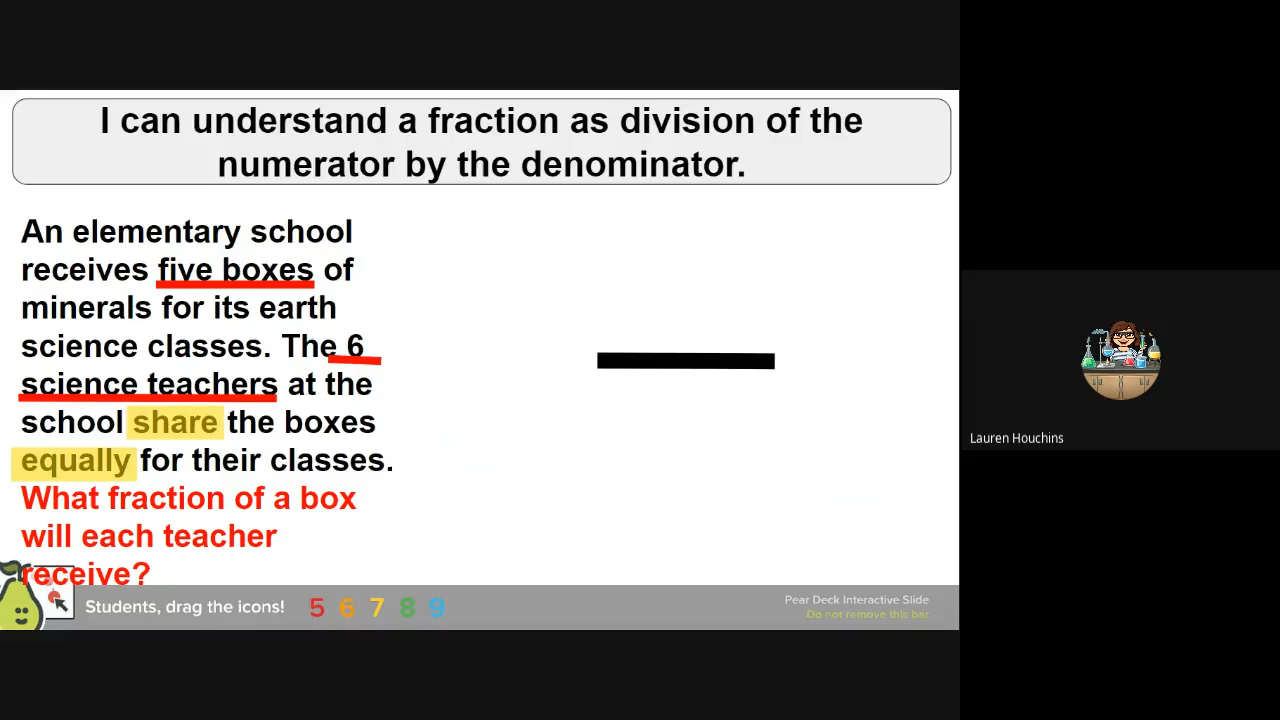 I can understand a fraction as division of the
numerator by the denominator.
An elementary school
receives five boxes of
minerals for its earth
science classes. The 6
science teachers at the
school share the boxes
equally for their classes.
What fraction of a box
will each teacher
receive?
Students, drag the icons! 5 6 7 8 9
Pear Deck Interactive Slide
Do not remove this bar
Lauren Houchins